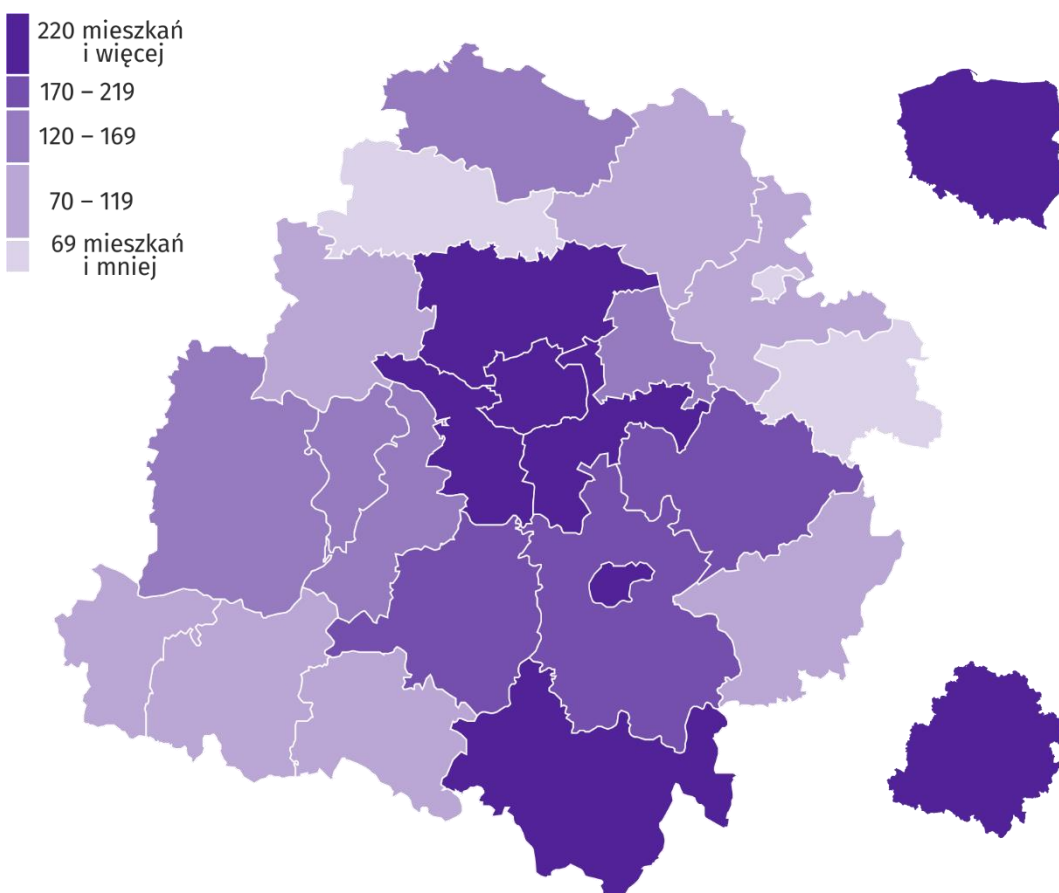 220 mieszkań
i więcej
170 – 219
120 – 169
70 – 119
69 mieszkań
i mniej